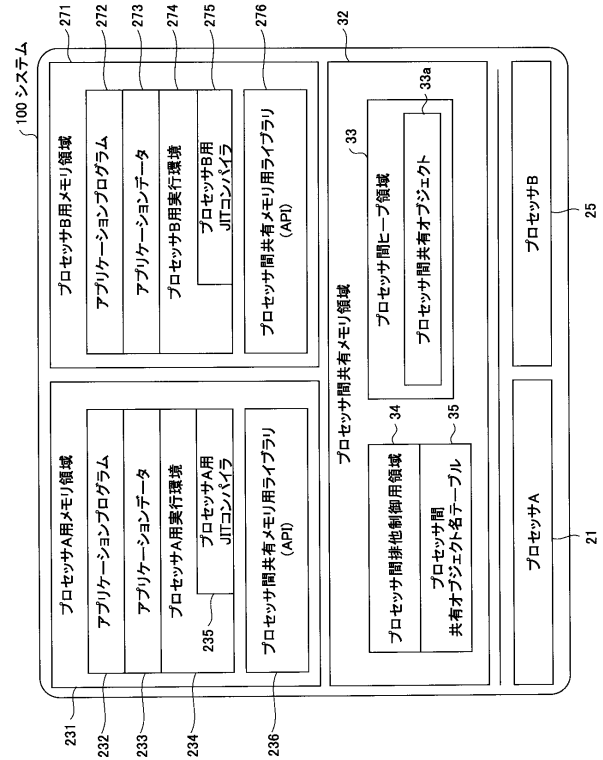 100 システム
プロセッサA用メモリ領域
231
アプリケーションプログラム
232
アプリケーションデータ
233
プロセッサA用実行環境
234
プロセッサA用
JITコンパイラ
235
プロセッサ間共有メモリ用ライブラリ
(API)
236
プロセッサB用メモリ領域
271
アプリケーションプログラム
272
アプリケーションデータ
273
プロセッサB用実行環境
274
プロセッサB用
JITコンパイラ
275
プロセッサ間共有メモリ用ライブラリ
(API)
276
プロセッサ間共有メモリ領域
32
プロセッサ間排他制御用領域
34
プロセッサ間
共有オブジェクト名テーブル
35
プロセッサ間ヒープ領域
33
プロセッサ間共有オブジェクト
33a
プロセッサA
21
プロセッサB
25